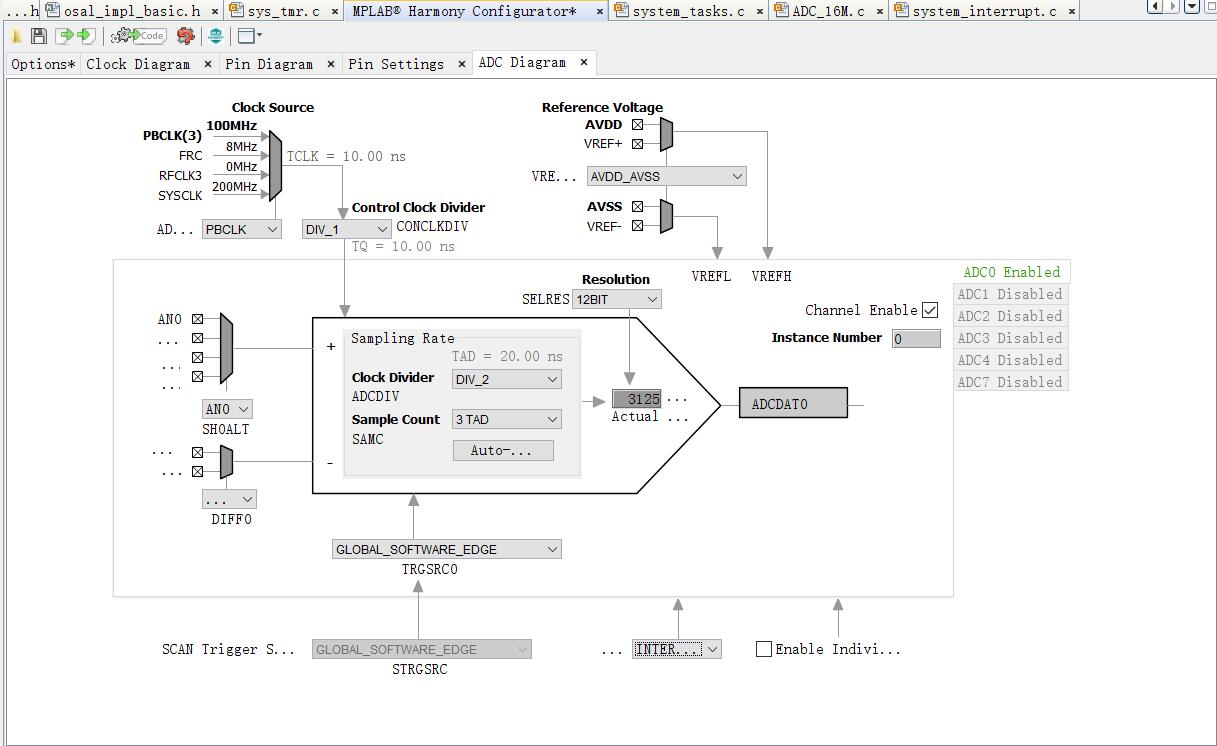 ...h osal_impl_basic.h × sys_tmr.c × MPLAB® Harmony Configurator* × system_tasks.c × ADC_16M.c × system_interrupt.c ×
Code
Options* Clock Diagram × Pin Diagram × Pin Settings × ADC Diagram ×
Clock Source
Reference Voltage
PBCLK(3) 100MHz
FRC 8MHz
RFCLK3 0MHz
SYSCLK 200MHz
TCLK = 10.00 ns
AVDD
VREF+
VRE... AVDD_AVSS
AVSS
VREF-
AD... PBCLK
Control Clock Divider
DIV_1 CONCLKDIV
TQ = 10.00 ns
VREFL VREFH
ADC0 Enabled
ADC1 Disabled
ADC2 Disabled
ADC3 Disabled
ADC4 Disabled
ADC7 Disabled
Resolution
SELRES 12BIT
Channel Enable
Instance Number 0
AN0
...
...
...
AN0
SH0ALT
+
Sampling Rate
TAD = 20.00 ns
Clock Divider DIV_2
ADCDIV
Sample Count 3 TAD
SAMC
Auto-...
3125 ...
Actual ...
ADCDAT0
-
...
...
...
DIFF0
GLOBAL_SOFTWARE_EDGE
TRGSRC0
SCAN Trigger S... GLOBAL_SOFTWARE_EDGE
STRGSRC
... INTER...
Enable Indivi...